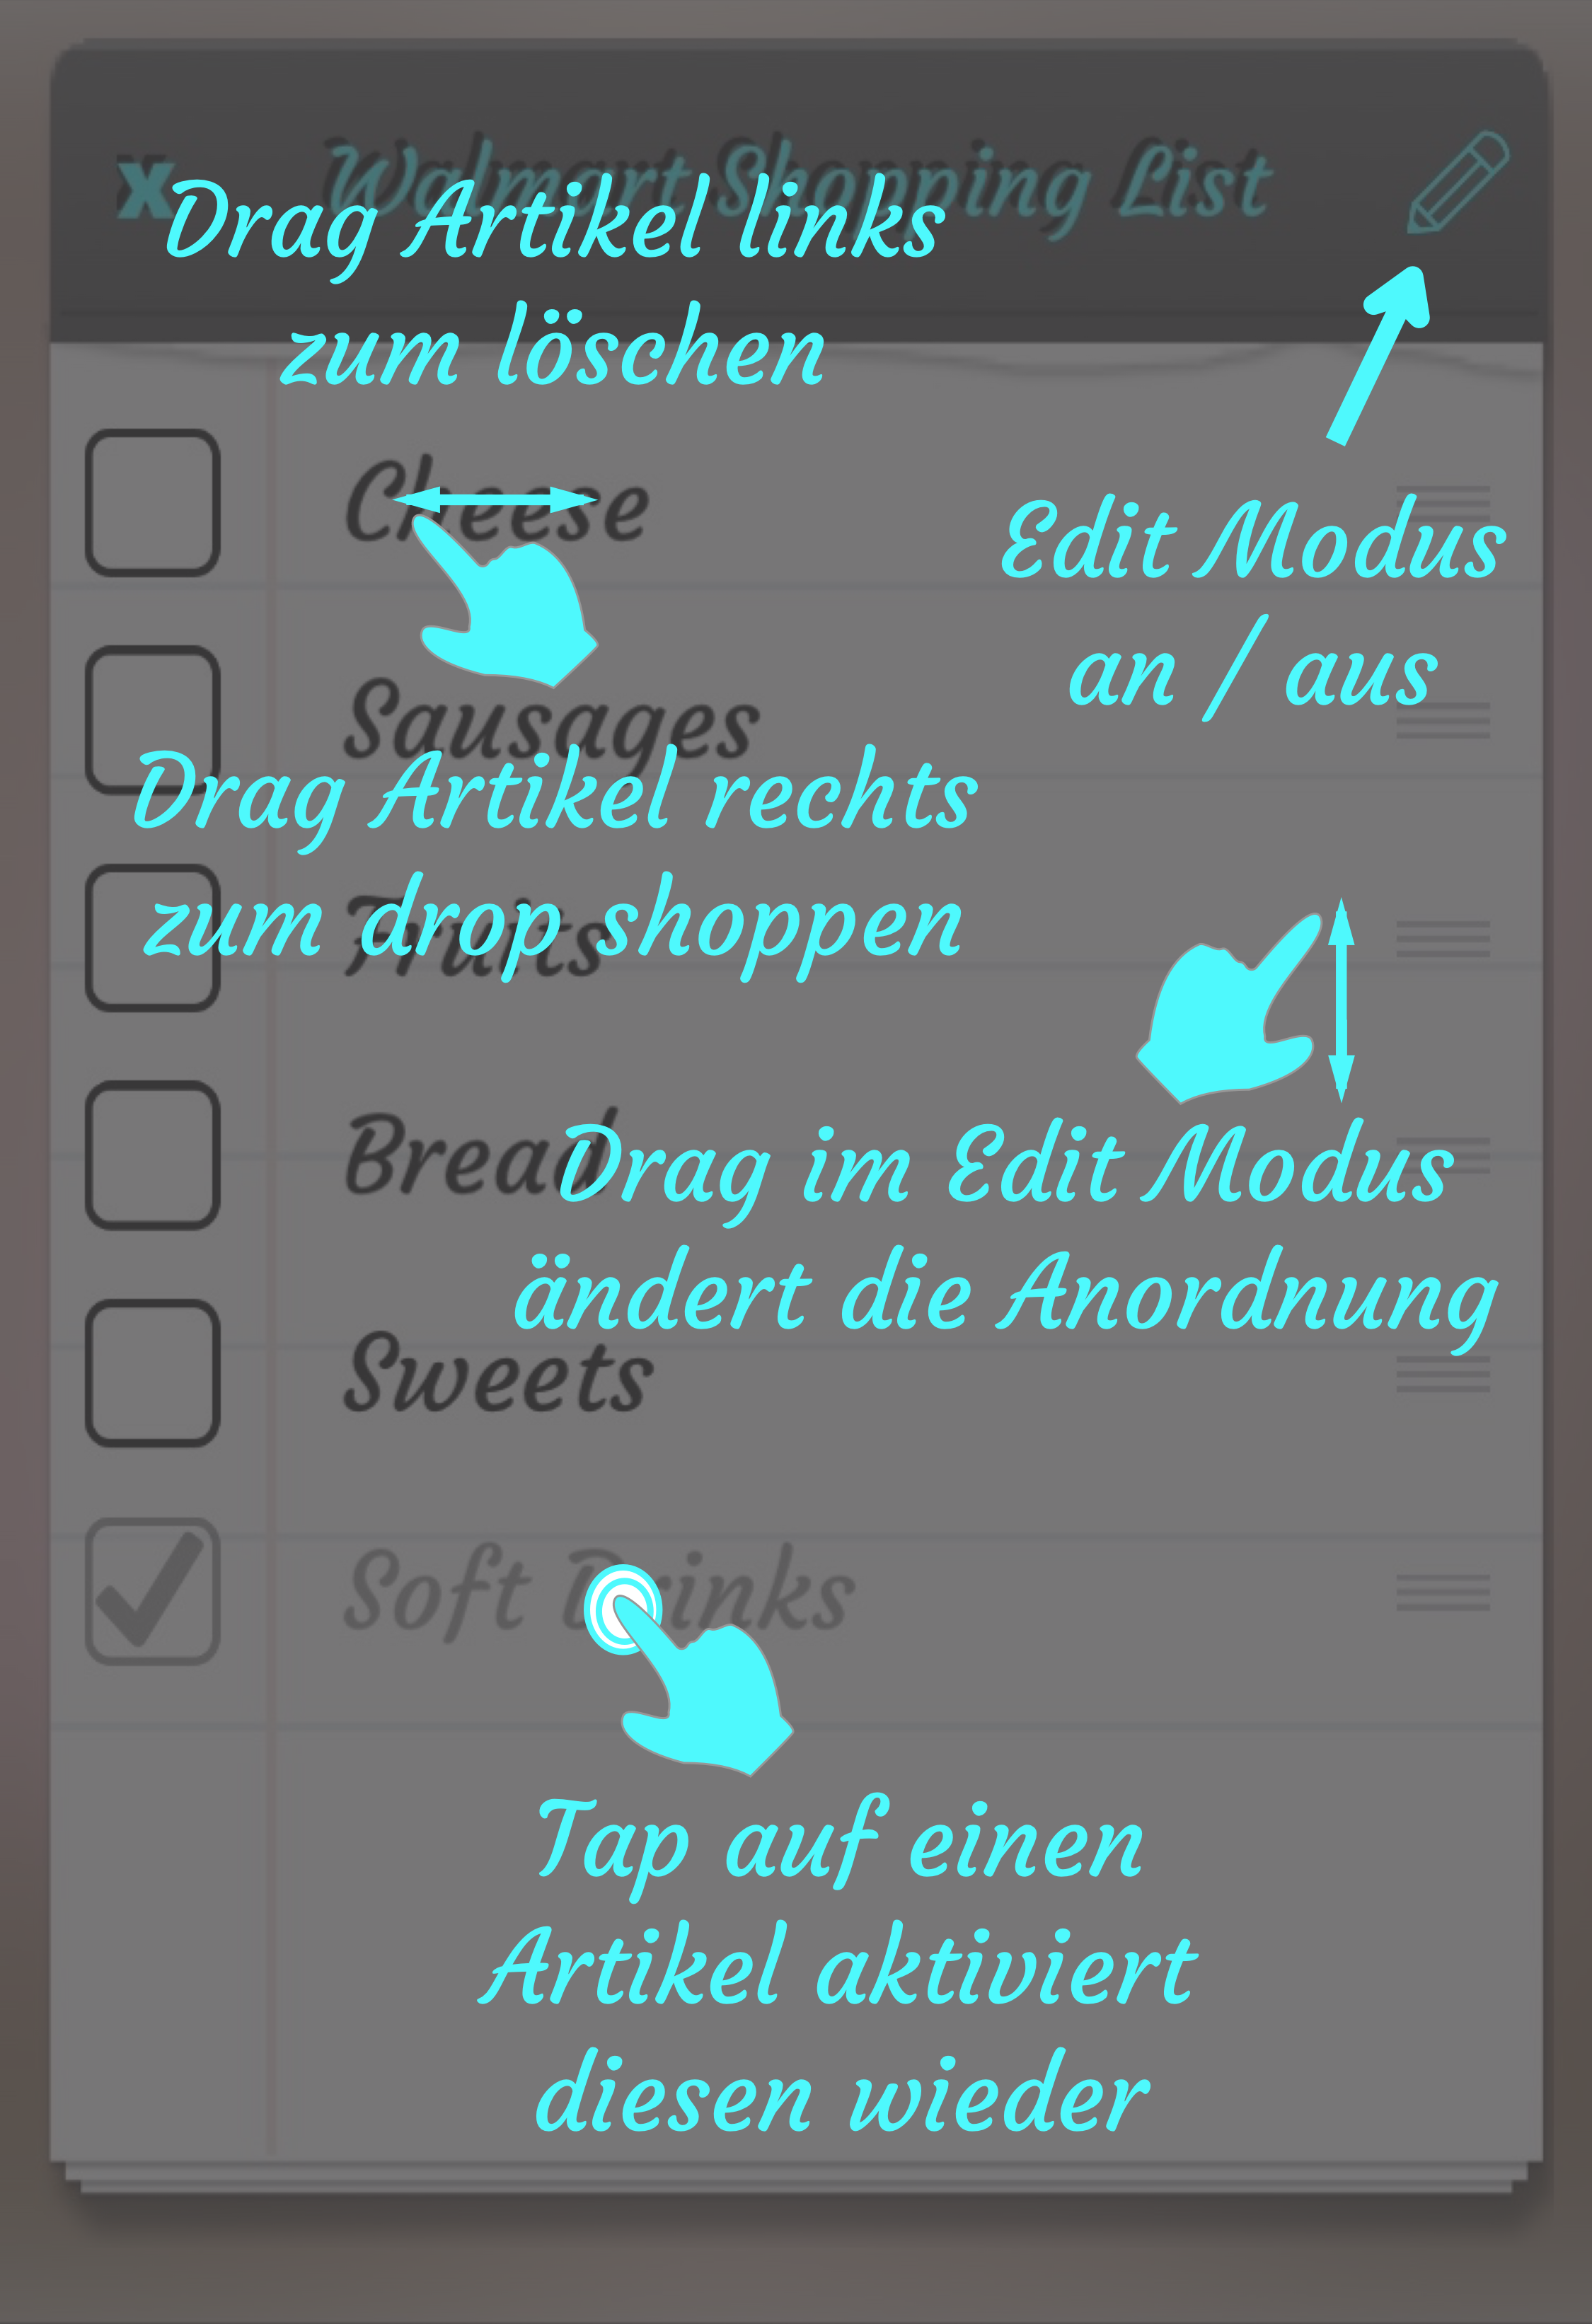 x Walmart Shopping List
Drag Artikel links
zum löschen
Cheese
Edit Modus
an / aus
Sausages
Drag Artikel rechts
zum drop shoppen
Fruits
Bread
Drag im Edit Modus
ändert die Anordnung
Sweets
Soft Drinks
Tap auf einen
Artikel aktiviert
diesen wieder